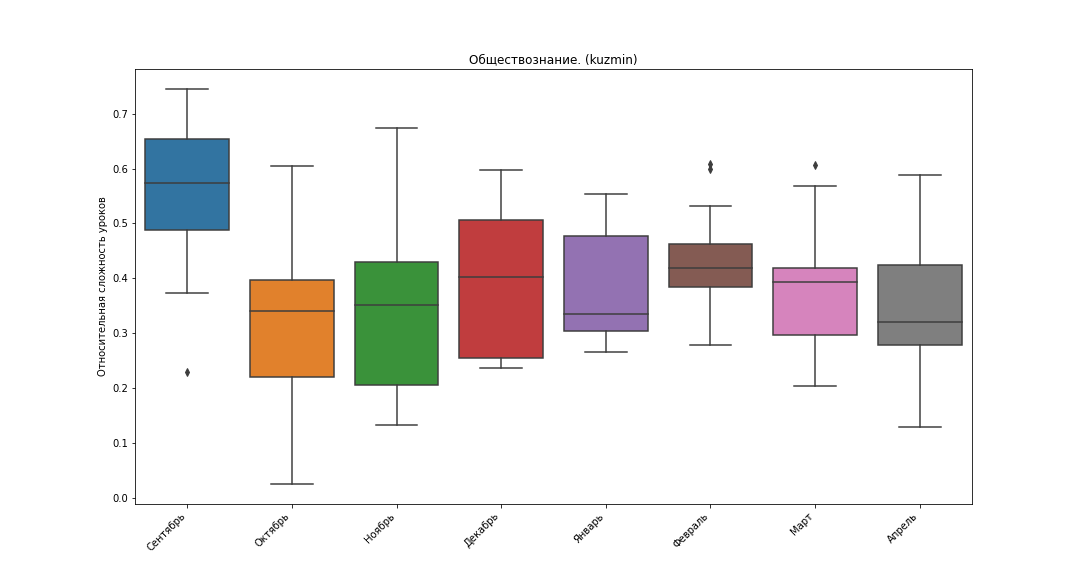 Обществознание. (kuzmin)
Относительная сложность уроков
0.7
0.6
0.5
0.4
0.3
0.2
0.1
0.0
Сентябрь
Октябрь
Ноябрь
Декабрь
Январь
Февраль
Март
Апрель